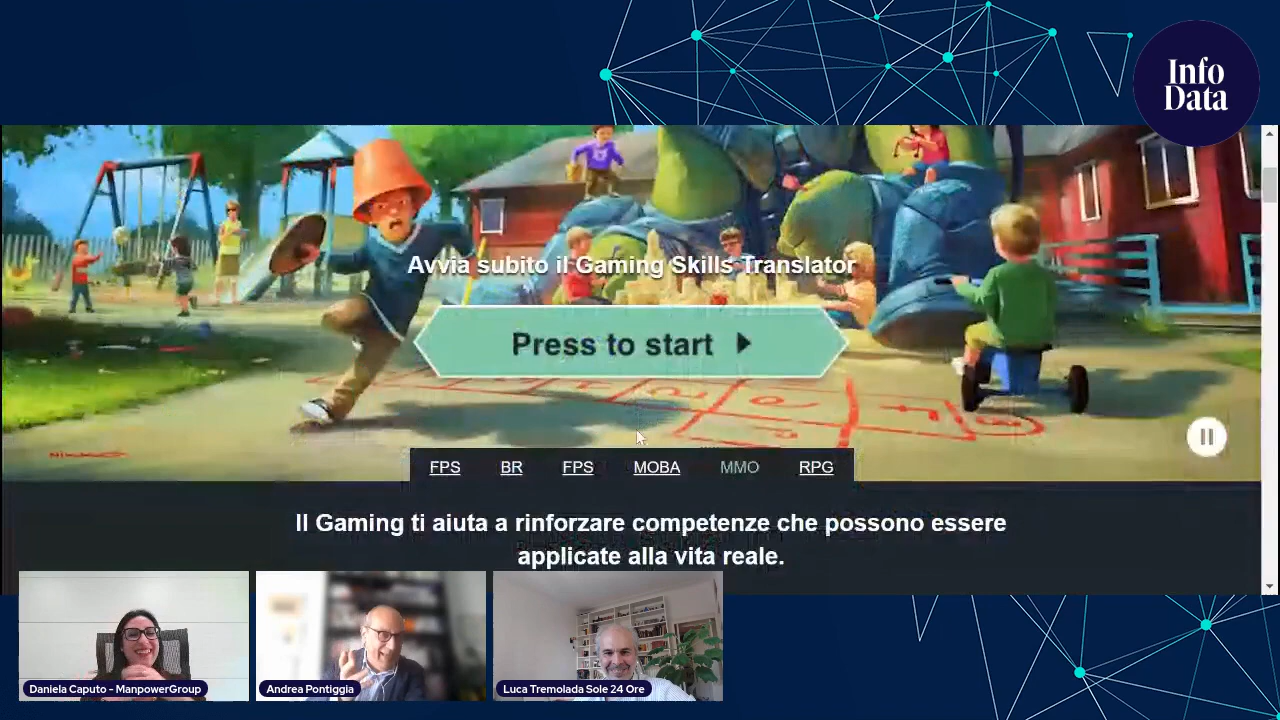 Info
Data
Avvia subito il Gaming Skills Translator
Press to start
FPS BR FPS MOBA MMO RPG
Il Gaming ti aiuta a rinforzare competenze che possono essere
applicate alla vita reale.
Daniela Caputo - ManpowerGroup
Andrea Pontiggia
Luca Tremolada Sole 24 Ore